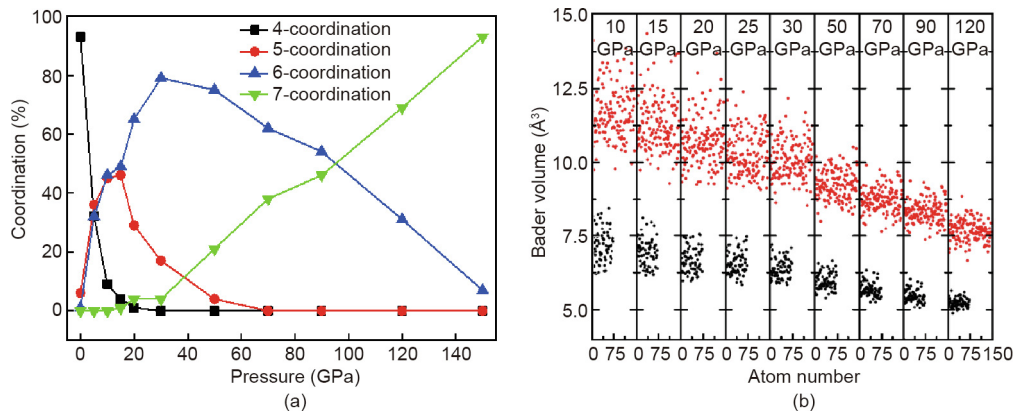 100
80
60
40
20
0
Coordination (%)
4-coordination
5-coordination
6-coordination
7-coordination
0 20 40 60 80 100 120 140
Pressure (GPa)
(a)
15.0
12.5
10.0
7.5
5.0
Bader volume (Å³)
10 15 20 25 30 50 70 90 120
GPa GPa GPa GPa GPa GPa GPa GPa GPa
0 75 0 75 0 75 0 75 0 75 0 75 0 75 0 75 0 75 150
Atom number
(b)